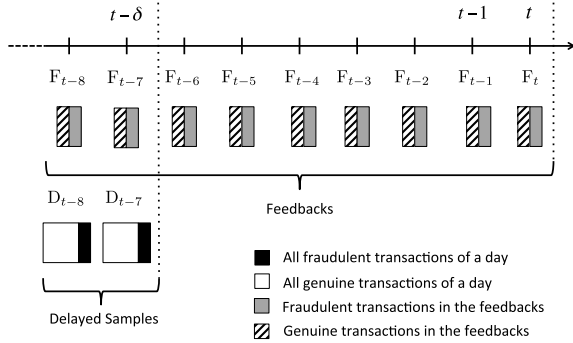 t−δ t−1 t
F_{t−8} F_{t−7} F_{t−6} F_{t−5} F_{t−4} F_{t−3} F_{t−2} F_{t−1} F_t
Feedbacks
D_{t−8} D_{t−7}
Delayed Samples
All fraudulent transactions of a day
All genuine transactions of a day
Fraudulent transactions in the feedbacks
Genuine transactions in the feedbacks